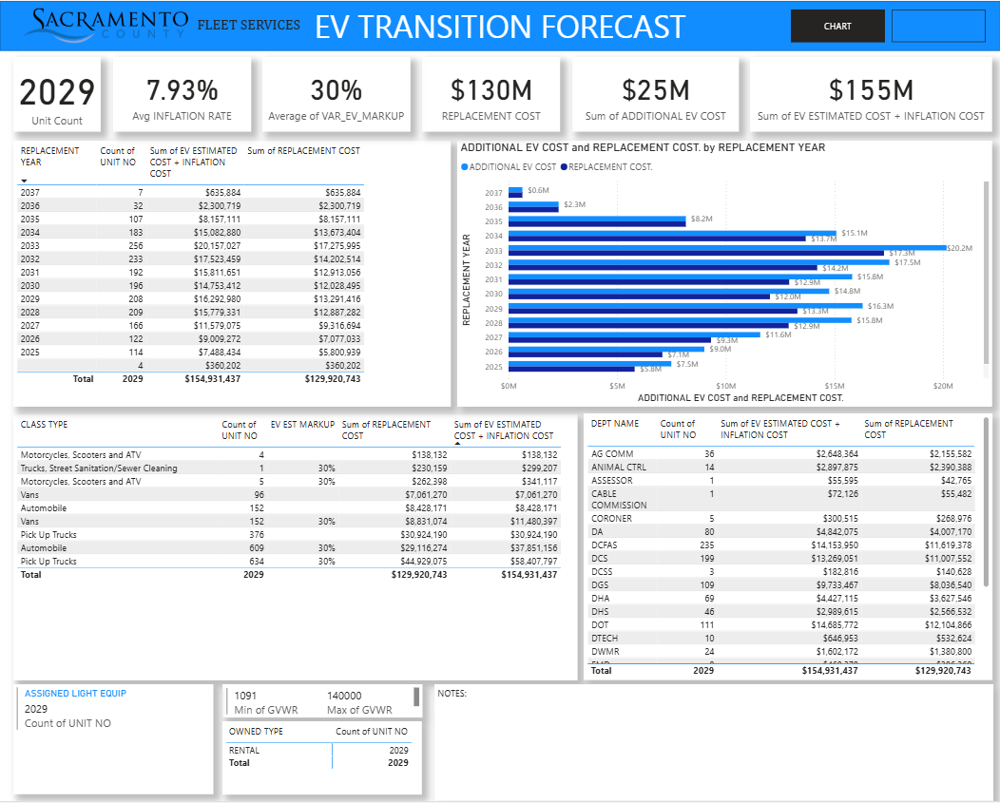 SACRAMENTO
COUNTY
FLEET SERVICES
EV TRANSITION FORECAST
CHART
2029
Unit Count
7.93%
Avg INFLATION RATE
30%
Average of VAR_EV_MARKUP
$130M
REPLACEMENT COST
$25M
Sum of ADDITIONAL EV COST
$155M
Sum of EV ESTIMATED COST + INFLATION COST
REPLACEMENT YEAR Count of UNIT NO Sum of EV ESTIMATED COST + INFLATION COST Sum of REPLACEMENT COST
2037 7 $635,884 $635,884
2036 32 $2,300,719 $2,300,719
2035 107 $8,157,111 $8,157,111
2034 183 $15,082,880 $13,673,404
2033 256 $20,157,027 $17,275,995
2032 233 $17,523,459 $14,202,514
2031 192 $15,811,651 $12,913,056
2030 196 $14,753,412 $12,028,495
2029 208 $16,292,980 $13,291,416
2028 209 $15,779,331 $12,887,282
2027 166 $11,579,075 $9,316,694
2026 122 $9,009,272 $7,077,033
2025 114 $7,488,434 $5,800,939
4 $360,202 $360,202
Total 2029 $154,931,437 $129,920,743
ADDITIONAL EV COST and REPLACEMENT COST. by REPLACEMENT YEAR
ADDITIONAL EV COST REPLACEMENT COST.
REPLACEMENT YEAR
2037 $0.6M
2036 $2.3M
2035 $8.2M
2034 $15.1M $13.7M
2033 $20.2M $17.3M
2032 $17.5M $14.2M
2031 $15.8M $12.9M
2030 $14.8M $12.0M
2029 $16.3M $13.3M
2028 $15.8M $12.9M
2027 $11.6M $9.3M
2026 $9.0M $7.1M
2025 $7.5M $5.8M
$0M $5M $10M $15M $20M
ADDITIONAL EV COST and REPLACEMENT COST.
CLASS TYPE Count of UNIT NO EV EST MARKUP Sum of REPLACEMENT COST Sum of EV ESTIMATED COST + INFLATION COST
Motorcycles, Scooters and ATV 4 $138,132 $138,132
Trucks, Street Sanitation/Sewer Cleaning 1 30% $230,159 $299,207
Motorcycles, Scooters and ATV 5 30% $262,398 $341,117
Vans 96 $7,061,270 $7,061,270
Automobile 152 $8,428,171 $8,428,171
Vans 152 30% $8,831,074 $11,480,397
Pick Up Trucks 376 $30,924,190 $30,924,190
Automobile 609 30% $29,116,274 $37,851,156
Pick Up Trucks 634 30% $44,929,075 $58,407,797
Total 2029 $129,920,743 $154,931,437
DEPT NAME Count of UNIT NO Sum of EV ESTIMATED COST + INFLATION COST Sum of REPLACEMENT COST
AG COMM 36 $2,648,364 $2,155,582
ANIMAL CTRL 14 $2,897,875 $2,390,388
ASSESSOR 1 $55,595 $42,765
CABLE COMMISSION 1 $72,126 $55,482
CORONER 5 $300,515 $268,976
DA 80 $4,842,075 $4,007,170
DCFAS 235 $14,153,950 $11,619,378
DCS 199 $13,269,051 $11,007,552
DCSS 3 $182,816 $140,628
DGS 109 $9,733,467 $8,036,540
DHA 69 $4,427,115 $3,627,546
DHS 46 $2,989,615 $2,566,532
DOT 111 $14,685,772 $12,104,866
DTECH 10 $646,953 $532,624
DWMR 24 $1,602,172 $1,380,800
Total 2029 $154,931,437 $129,920,743
ASSIGNED LIGHT EQUIP
2029
Count of UNIT NO
1091 140000
Min of GVWR Max of GVWR
OWNED TYPE Count of UNIT NO
RENTAL 2029
Total 2029
NOTES: